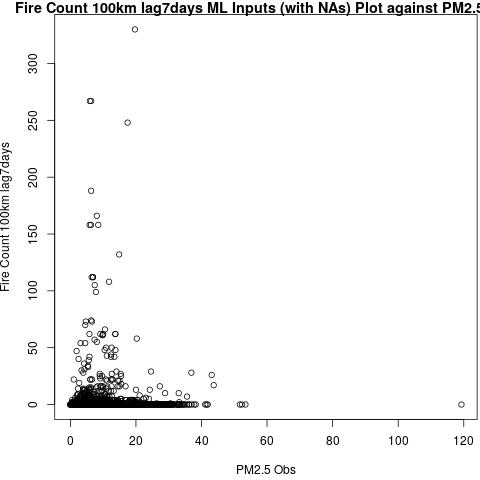 Fire Count 100km lag7days ML Inputs (with NAs) Plot against PM2.5
Fire Count 100km lag7days
300
250
200
150
100
50
0
0 20 40 60 80 100 120
PM2.5 Obs